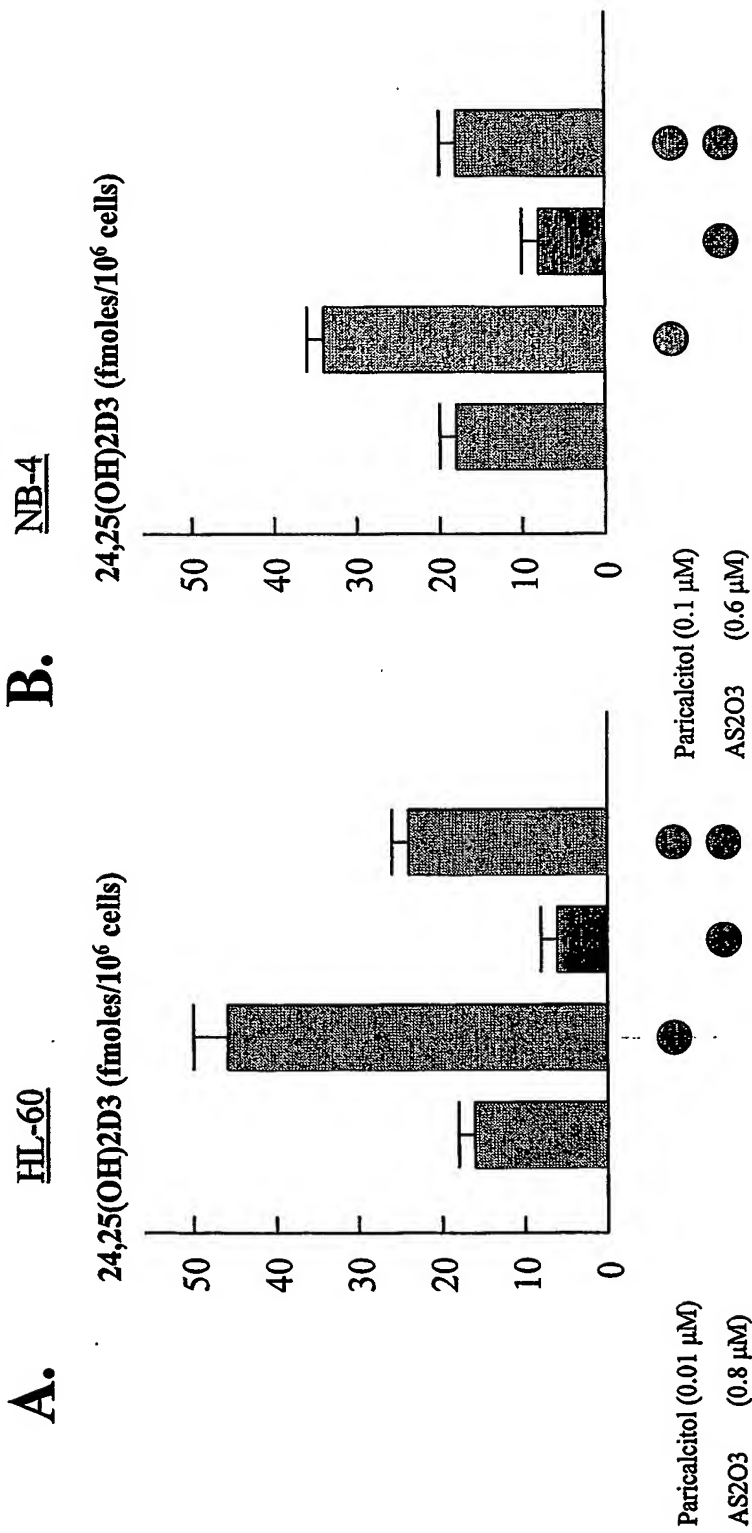 A.
HL-60
24,25(OH)2D3 (fmoles/10⁶ cells)
50
40
30
20
10
0
Paricalcitol (0.01 µM)
AS2O3 (0.8 µM)
B.
NB-4
24,25(OH)2D3 (fmoles/10⁶ cells)
50
40
30
20
10
0
Paricalcitol (0.1 µM)
AS2O3 (0.6 µM)